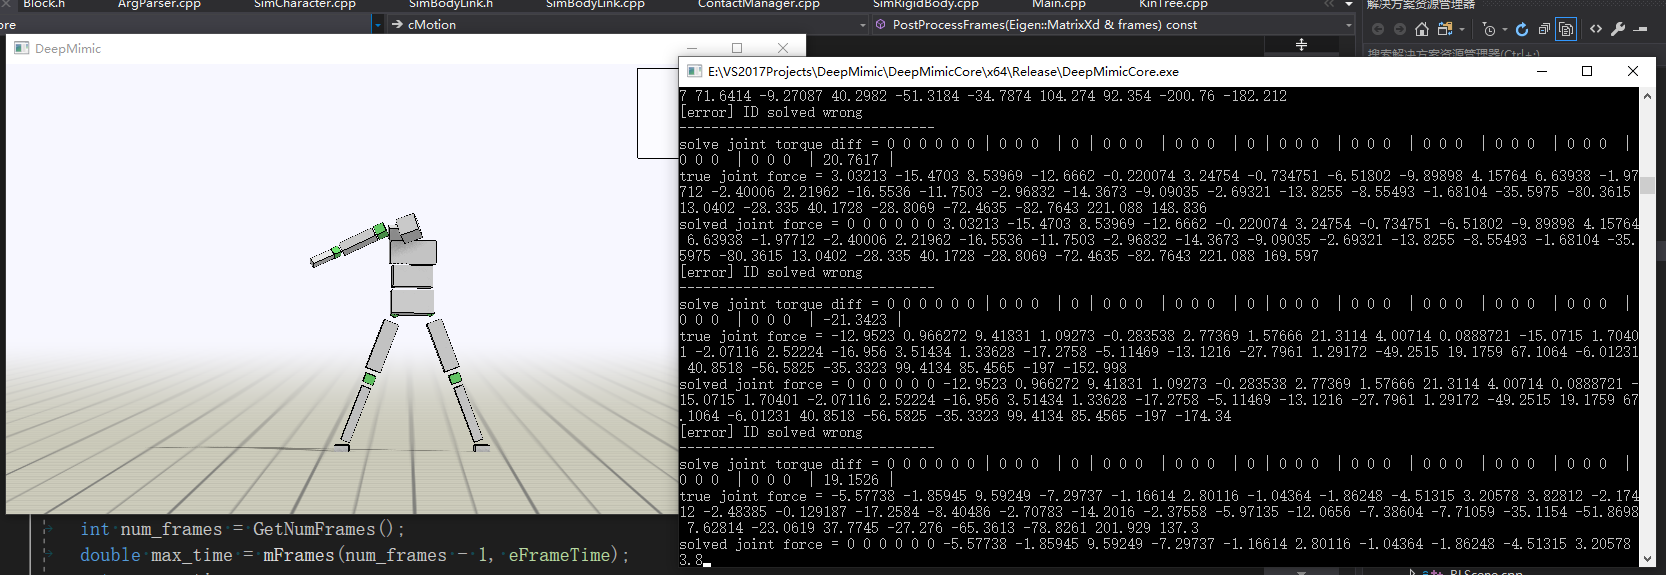 Block.h ArgParser.cpp SimCharacter.cpp SimBodyLink.h SimBodyLink.cpp ContactManager.cpp SimRigidBody.cpp Main.cpp KinTree.cpp
解决方案资源管理器
ore cMotion PostProcessFrames(Eigen::MatrixXd & frames) const
搜索解决方案资源管理器(Ctrl+;)
DeepMimic
E:\VS2017Projects\DeepMimic\DeepMimicCore\x64\Release\DeepMimicCore.exe
7 71.6414 -9.27087 40.2982 -51.3184 -34.7874 104.274 92.354 -200.76 -182.212
[error] ID solved wrong
--------------------------------
solve joint torque diff = 0 0 0 0 0 0 | 0 0 0  | 0 | 0 0 0  | 0 0 0  | 0 | 0 0 0  | 0 | 0 0 0  | 0 0 0  | 0 0 0  |
0 0 0  | 0 0 0  | 20.7617 |
true joint force = 3.03213 -15.4703 8.53969 -12.6662 -0.220074 3.24754 -0.734751 -6.51802 -9.89898 4.15764 6.63938 -1.97
712 -2.40006 2.21962 -16.5536 -11.7503 -2.96832 -14.3673 -9.09035 -2.69321 -13.8255 -8.55493 -1.68104 -35.5975 -80.3615
13.0402 -28.335 40.1728 -28.8069 -72.4635 -82.7643 221.088 148.836
solved joint force = 0 0 0 0 0 0 3.03213 -15.4703 8.53969 -12.6662 -0.220074 3.24754 -0.734751 -6.51802 -9.89898 4.15764
6.63938 -1.97712 -2.40006 2.21962 -16.5536 -11.7503 -2.96832 -14.3673 -9.09035 -2.69321 -13.8255 -8.55493 -1.68104 -35.
5975 -80.3615 13.0402 -28.335 40.1728 -28.8069 -72.4635 -82.7643 221.088 169.597
[error] ID solved wrong
--------------------------------
solve joint torque diff = 0 0 0 0 0 0 | 0 0 0  | 0 | 0 0 0  | 0 0 0  | 0 | 0 0 0  | 0 | 0 0 0  | 0 0 0  | 0 0 0  |
0 0 0  | 0 0 0  | -21.3423 |
true joint force = -12.9523 0.966272 9.41831 1.09273 -0.283538 2.77369 1.57666 21.3114 4.00714 0.0888721 -15.0715 1.7040
1 -2.07116 2.52224 -16.956 3.51434 1.33628 -17.2758 -5.11469 -13.1216 -27.7961 1.29172 -49.2515 19.1759 67.1064 -6.01231
40.8518 -56.5825 -35.3323 99.4134 85.4565 -197 -152.998
solved joint force = 0 0 0 0 0 0 -12.9523 0.966272 9.41831 1.09273 -0.283538 2.77369 1.57666 21.3114 4.00714 0.0888721 -
15.0715 1.70401 -2.07116 2.52224 -16.956 3.51434 1.33628 -17.2758 -5.11469 -13.1216 -27.7961 1.29172 -49.2515 19.1759 67
.1064 -6.01231 40.8518 -56.5825 -35.3323 99.4134 85.4565 -197 -174.34
[error] ID solved wrong
--------------------------------
solve joint torque diff = 0 0 0 0 0 0 | 0 0 0  | 0 | 0 0 0  | 0 0 0  | 0 | 0 0 0  | 0 | 0 0 0  | 0 0 0  | 0 0 0  |
0 0 0  | 0 0 0  | 19.1526 |
true joint force = -5.57738 -1.85945 9.59249 -7.29737 -1.16614 2.80116 -1.04364 -1.86248 -4.51315 3.20578 3.82812 -2.174
12 -2.48385 -0.129187 -17.2584 -8.40486 -2.70783 -14.2016 -2.37558 -5.97135 -12.0656 -7.38604 -7.71059 -35.1154 -51.8698
7.62814 -23.0619 37.7745 -27.276 -65.3613 -78.8261 201.929 137.3
solved joint force = 0 0 0 0 0 0 -5.57738 -1.85945 9.59249 -7.29737 -1.16614 2.80116 -1.04364 -1.86248 -4.51315 3.20578
3.8
int num_frames = GetNumFrames();
double max_time = mFrames(num_frames - 1, eFrameTime);
RLScene.cpp